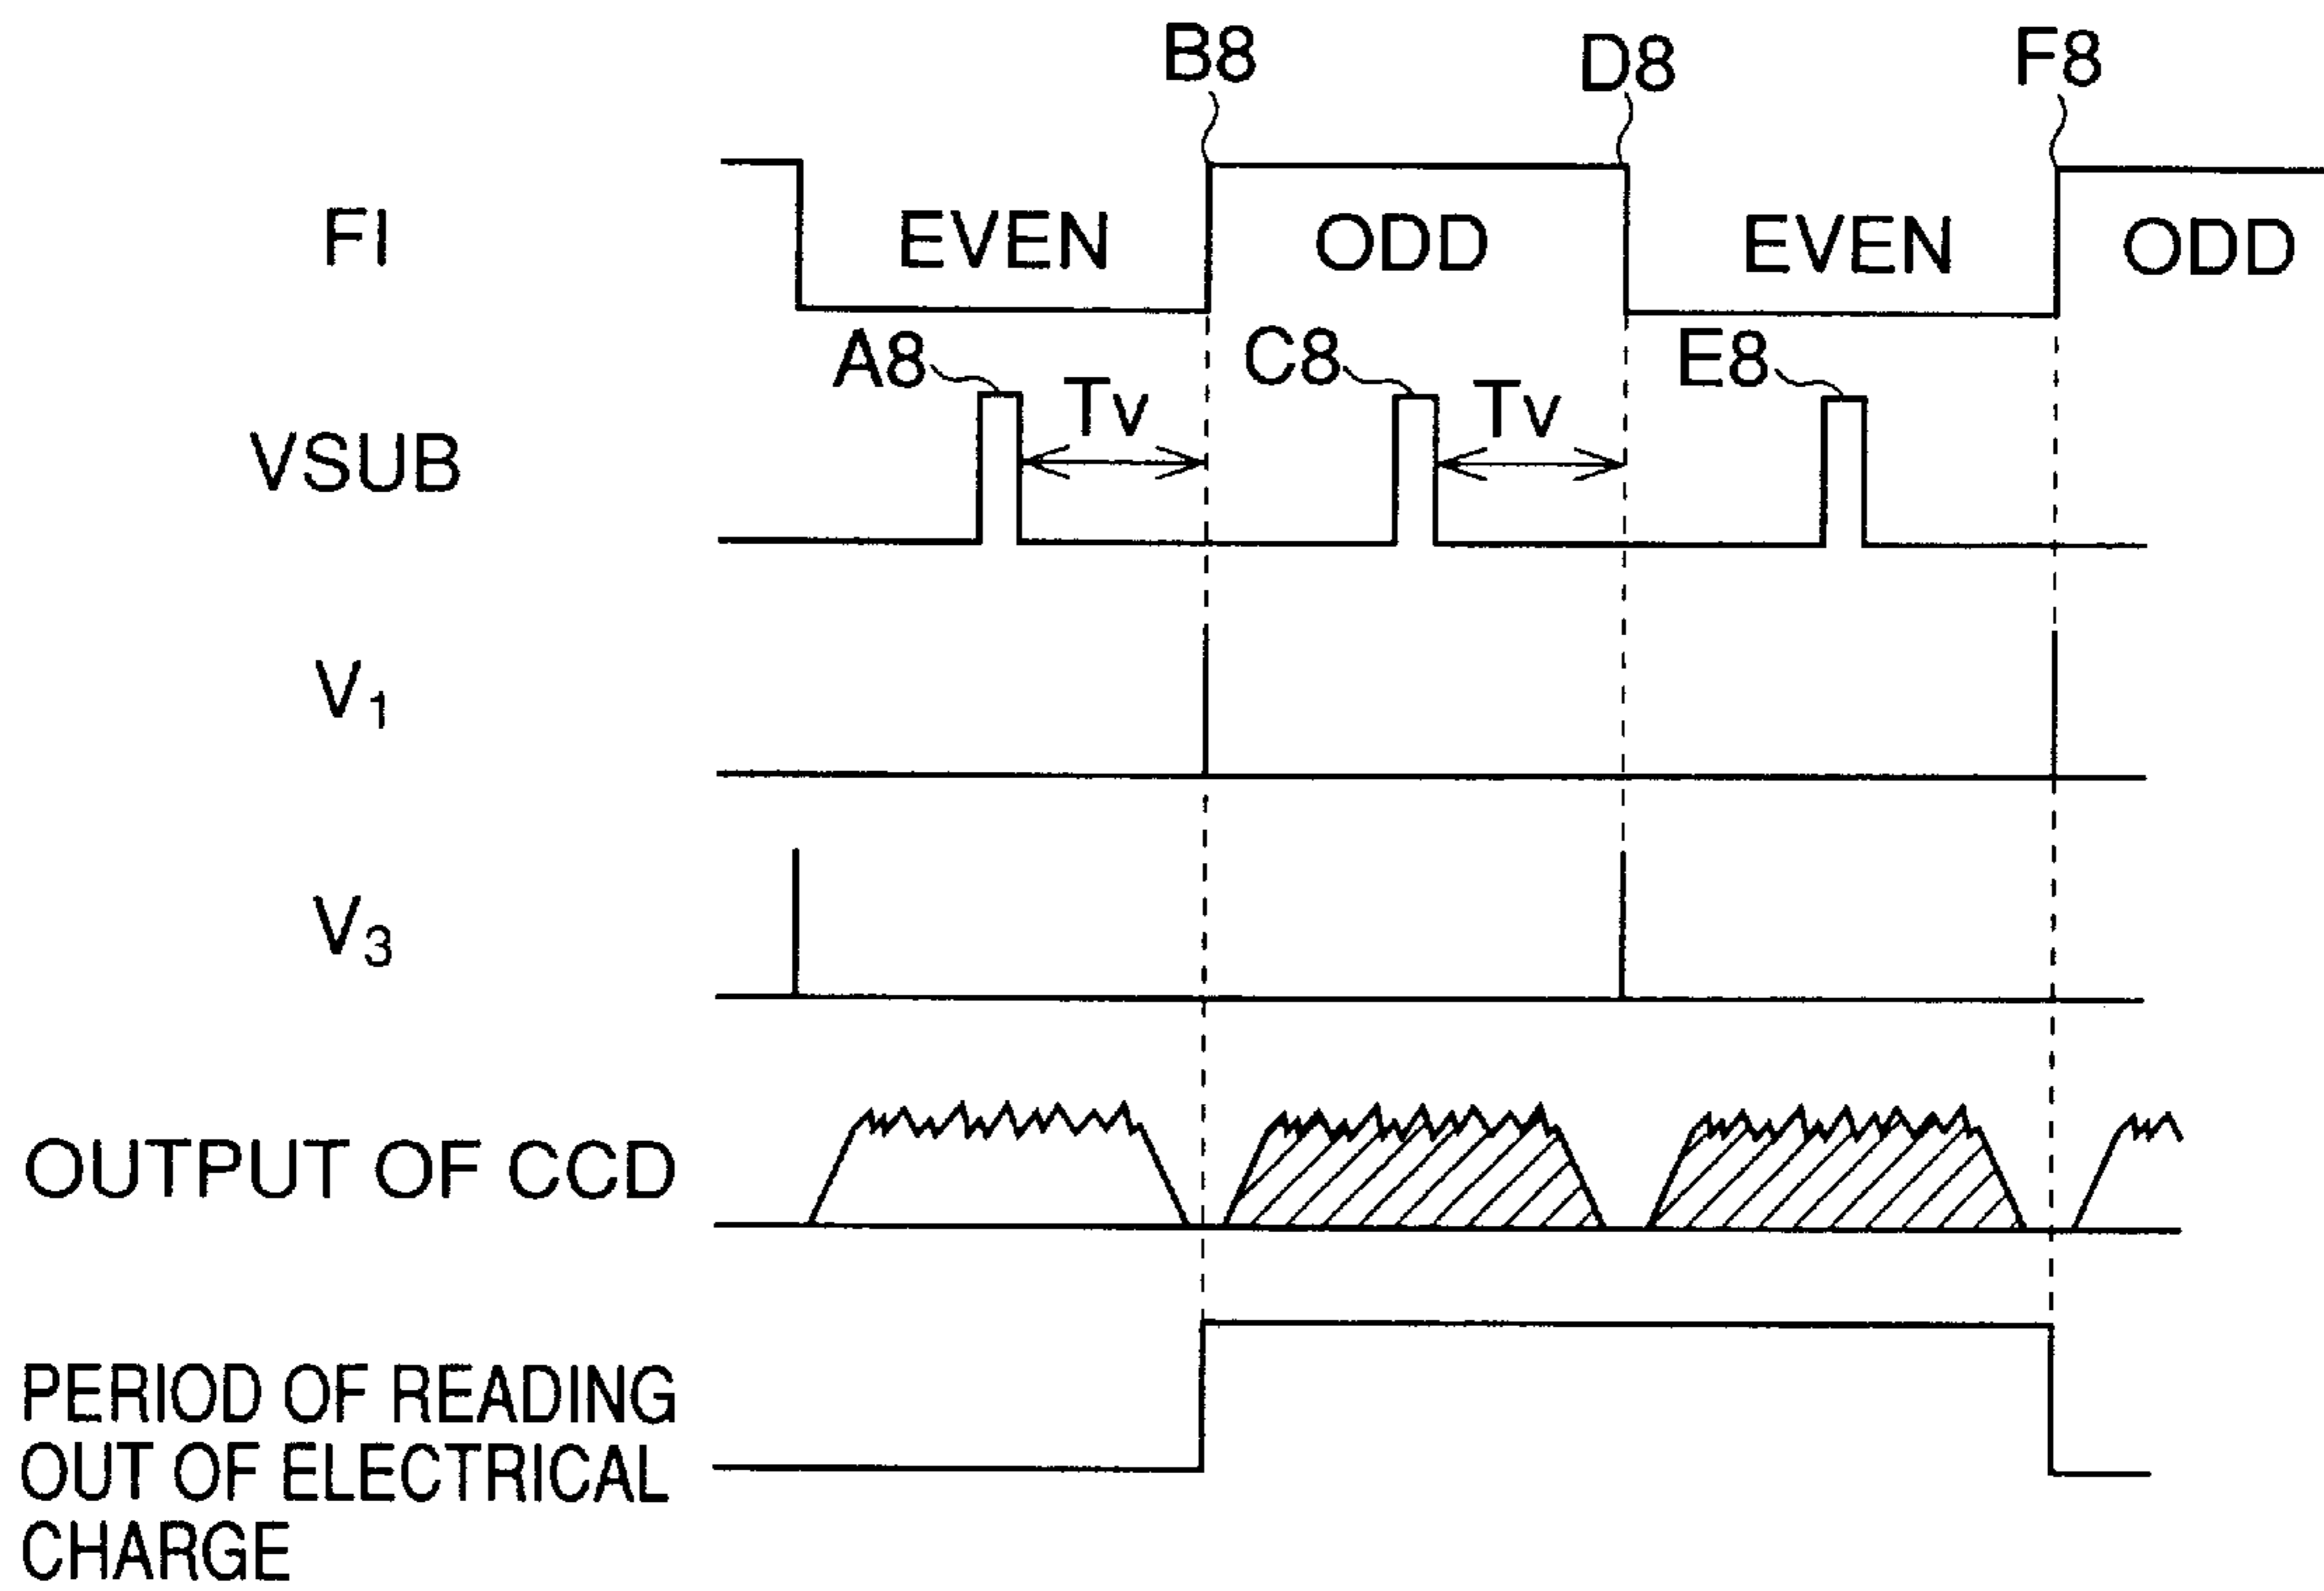 B8 D8 F8
FI EVEN ODD EVEN ODD
A8 C8 E8
Tv Tv
VSUB
V1
V3
OUTPUT OF CCD
PERIOD OF READING
OUT OF ELECTRICAL
CHARGE